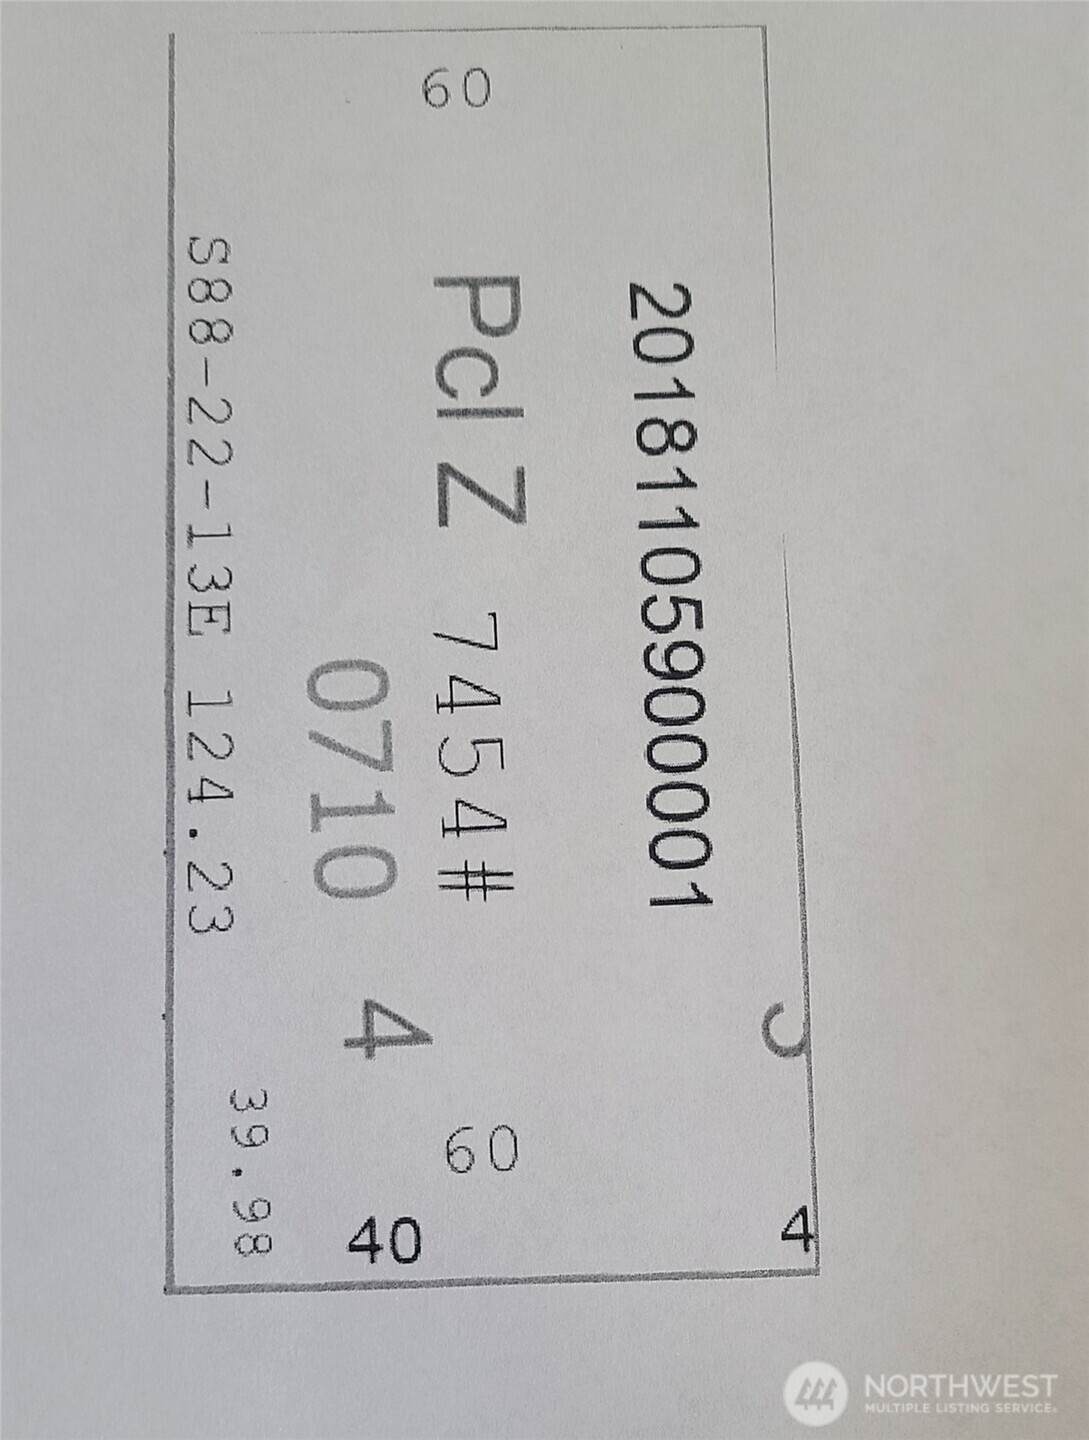 60
201811059000001
Pcl Z 7454#
0710
4
S88-22-13E 124.23
39.98
60
40
4
NORTHWEST
MULTIPLE LISTING SERVICE